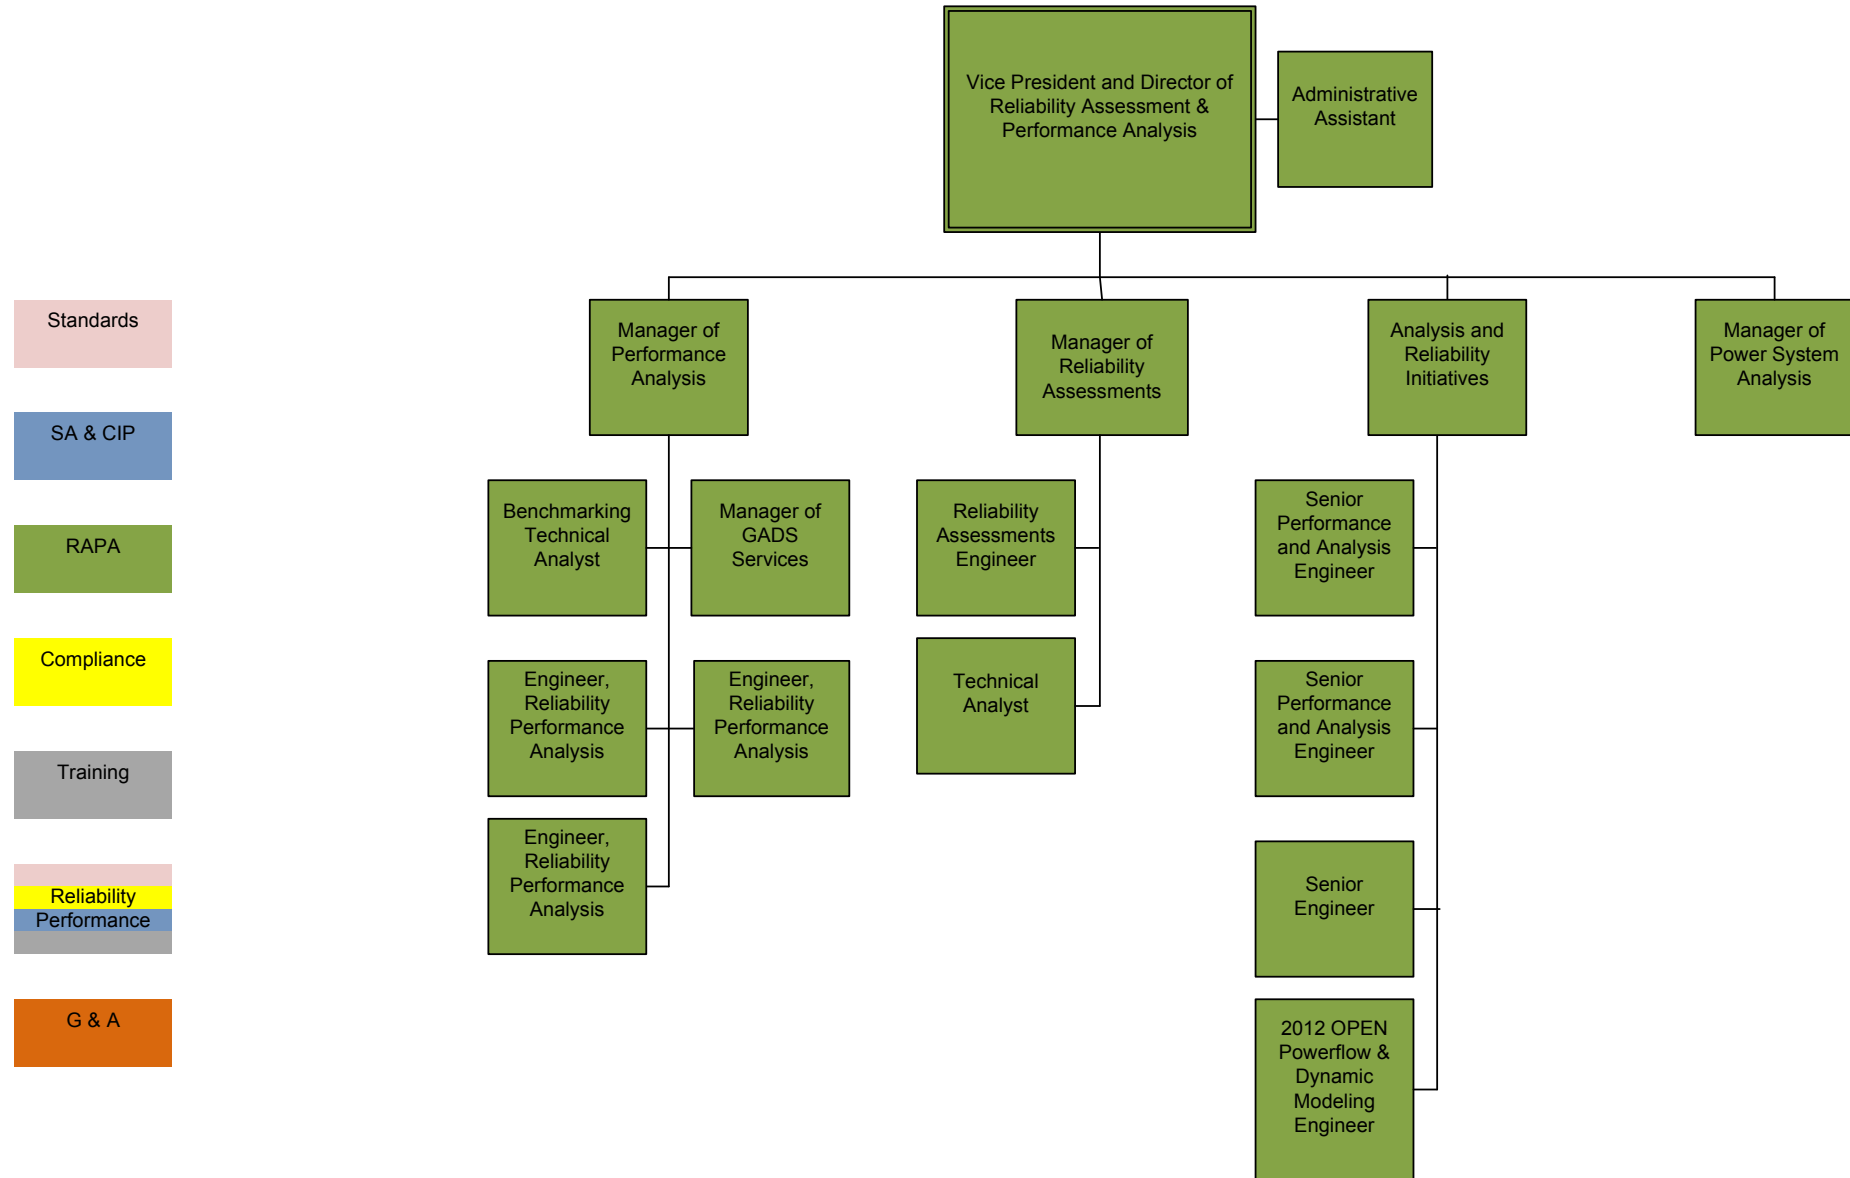 Vice President and Director of
Reliability Assessment &
Performance Analysis
Administrative
Assistant
Standards
SA & CIP
RAPA
Compliance
Training
Reliability
Performance
G & A
Manager of
Performance
Analysis
Manager of
Reliability
Assessments
Analysis and
Reliability
Initiatives
Manager of
Power System
Analysis
Benchmarking
Technical
Analyst
Manager of
GADS
Services
Engineer,
Reliability
Performance
Analysis
Engineer,
Reliability
Performance
Analysis
Engineer,
Reliability
Performance
Analysis
Reliability
Assessments
Engineer
Technical
Analyst
Senior
Performance
and Analysis
Engineer
Senior
Performance
and Analysis
Engineer
Senior
Engineer
2012 OPEN
Powerflow &
Dynamic
Modeling
Engineer